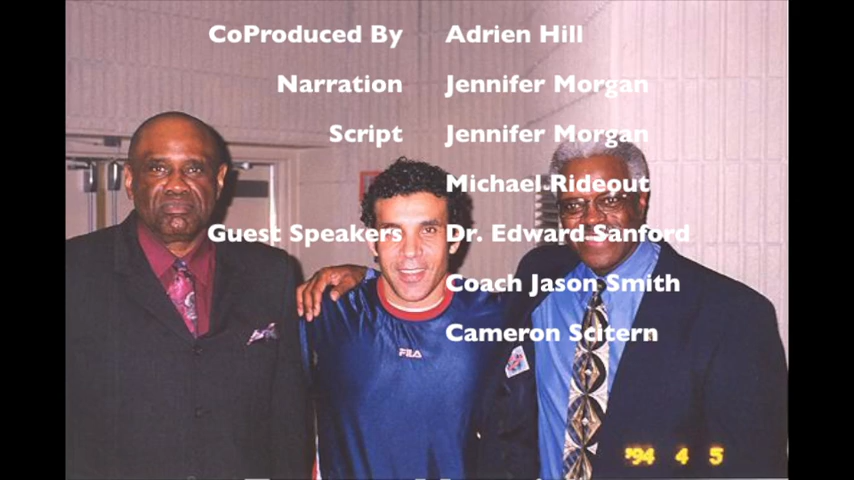 CoProduced By Adrien Hill
Narration Jennifer Morgan
Script Jennifer Morgan
Michael Rideout
Guest Speakers Dr. Edward Sanford
Coach Jason Smith
Cameron Scitern
FILA
'94 4 5